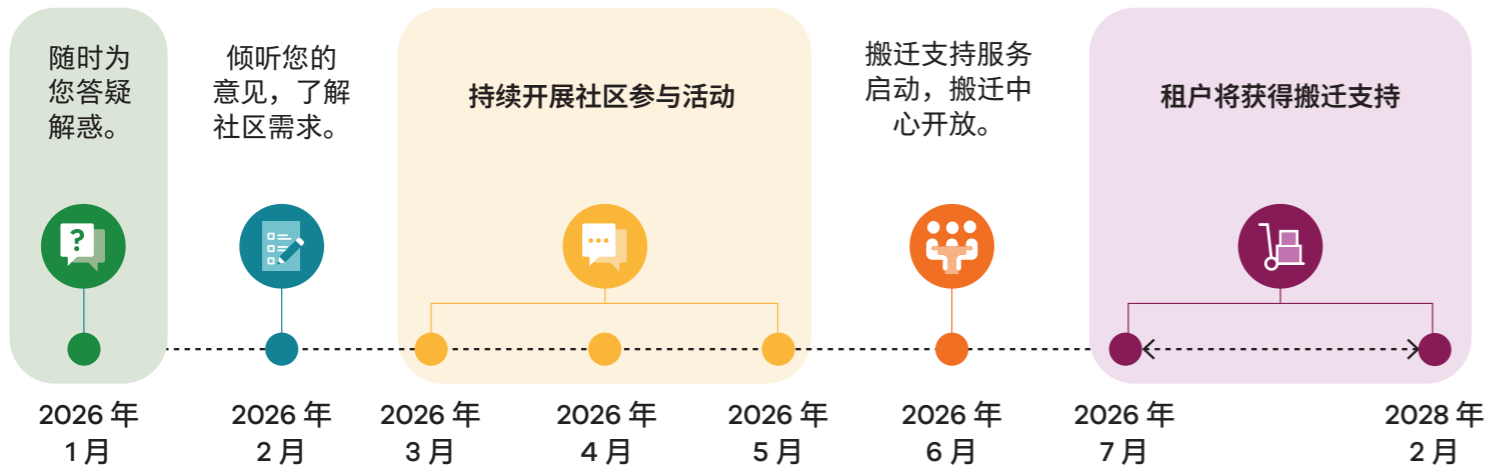 随时为
您答疑
解惑。
倾听您的
意见，了解
社区需求。
持续开展社区参与活动
搬迁支持服务
启动，搬迁中
心开放。
租户将获得搬迁支持
?
2026 年
1 月
2026 年
2 月
2026 年
3 月
2026 年
4 月
2026 年
5 月
2026 年
6 月
2026 年
7 月
2028 年
2 月